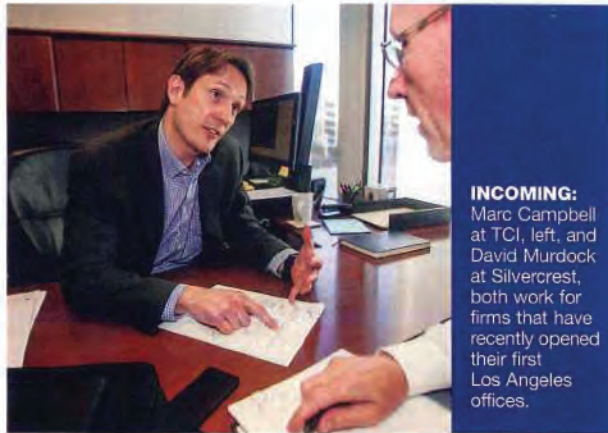 INCOMING:
Marc Campbell
at TCI, left, and
David Murdock
at Silvercrest,
both work for
firms that have
recently opened
their first
Los Angeles
offices.